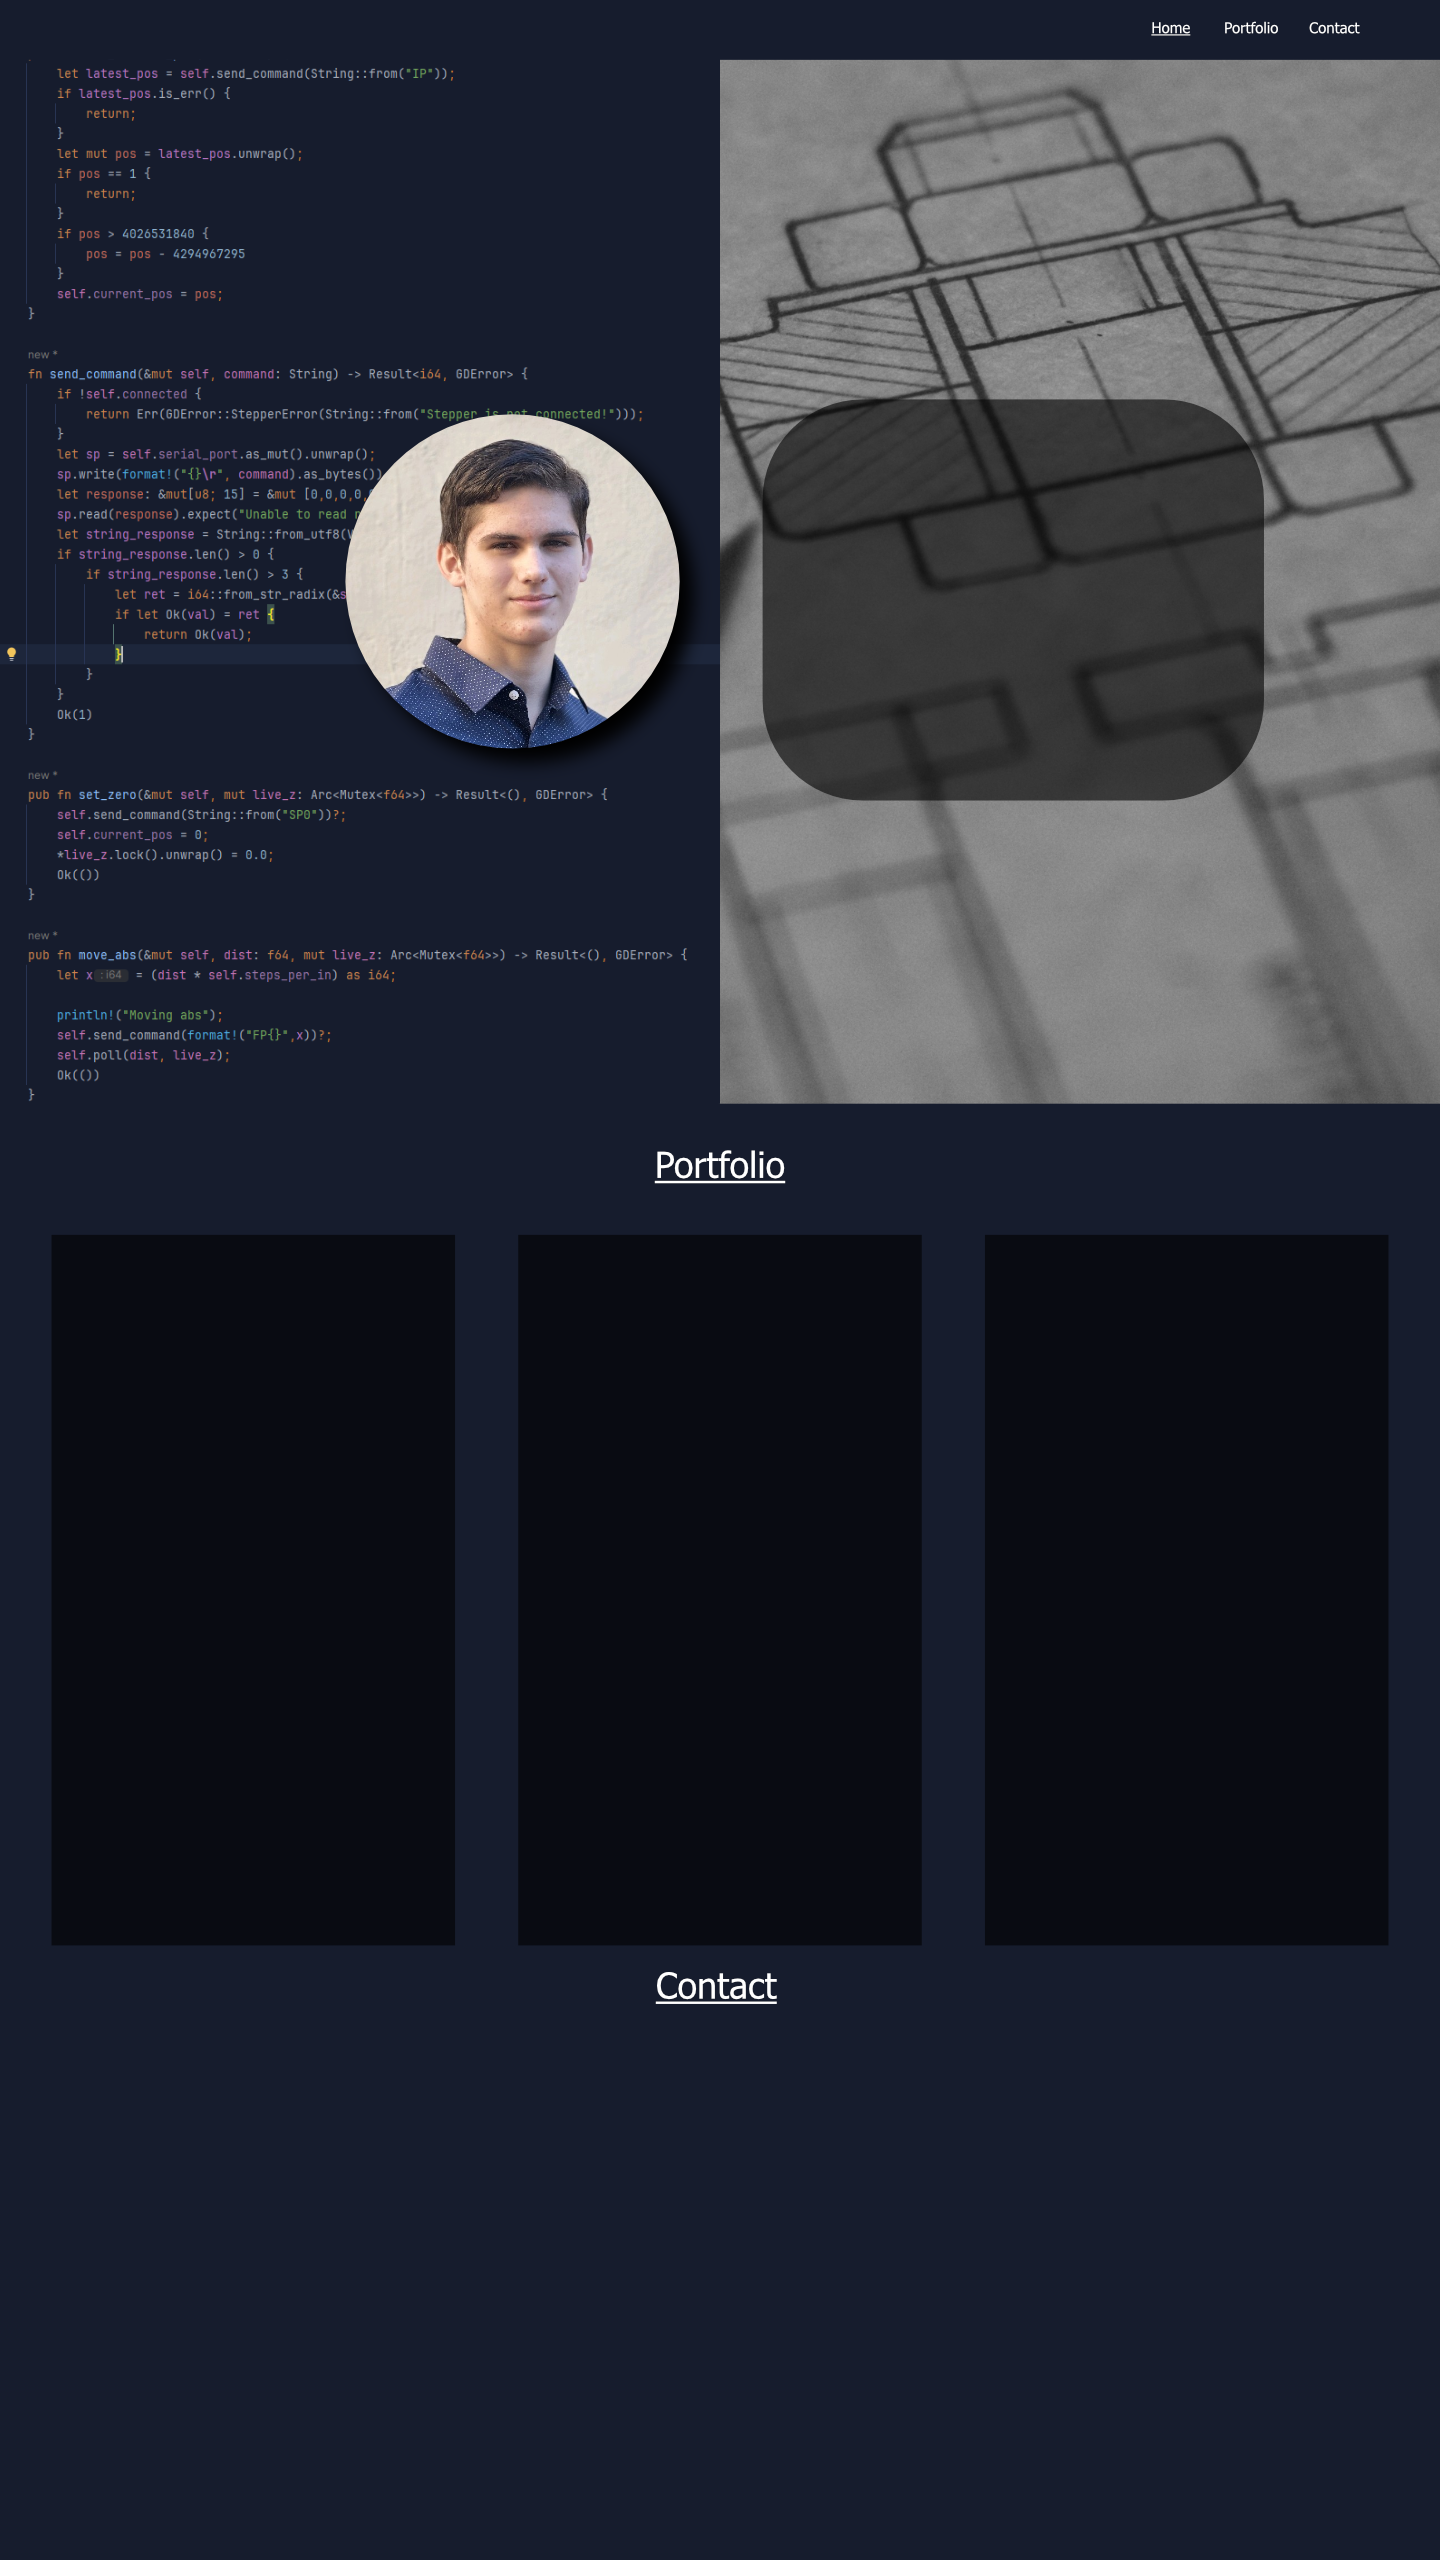 Home Portfolio Contact
let latest_pos = self.send_command(String::from("IP"));
if latest_pos.is_err() {
return;
}
let mut pos = latest_pos.unwrap();
if pos == 1 {
return;
}
if pos > 4026531840 {
pos = pos - 4294967295
}
self.current_pos = pos;
}
new *
fn send_command(&mut self, command: String) -> Result<i64, GDError> {
if !self.connected {
return Err(GDError::StepperError(String::from("Stepper is not connected!")));
}
let sp = self.serial_port.as_mut().unwrap();
sp.write(format!("{}\r", command).as_bytes())
let response: &mut[u8; 15] = &mut [0,0,0,0,
sp.read(response).expect("Unable to read
let string_response = String::from_utf8(
if string_response.len() > 0 {
if string_response.len() > 3 {
let ret = i64::from_str_radix(&s
if let Ok(val) = ret {
return Ok(val);
}
}
}
Ok(1)
}
new *
pub fn set_zero(&mut self, mut live_z: Arc<Mutex<f64>>) -> Result<(), GDError> {
self.send_command(String::from("SP0"))?;
self.current_pos = 0;
*live_z.lock().unwrap() = 0.0;
Ok(())
}
new *
pub fn move_abs(&mut self, dist: f64, mut live_z: Arc<Mutex<f64>>) -> Result<(), GDError> {
let x :i64 = (dist * self.steps_per_in) as i64;
println!("Moving abs");
self.send_command(format!("FP{}",x))?;
self.poll(dist, live_z);
Ok(())
}
Portfolio
Contact